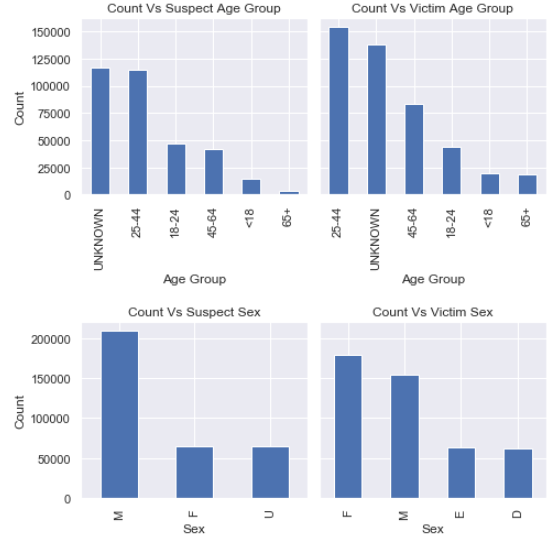 Count Vs Suspect Age Group
Count Vs Victim Age Group
150000
125000
100000
75000
50000
25000
0
Count
UNKNOWN
25-44
18-24
45-64
<18
65+
25-44
UNKNOWN
45-64
18-24
<18
65+
Age Group
Age Group
Count Vs Suspect Sex
Count Vs Victim Sex
200000
150000
100000
50000
0
Count
M
F
U
F
M
E
D
Sex
Sex